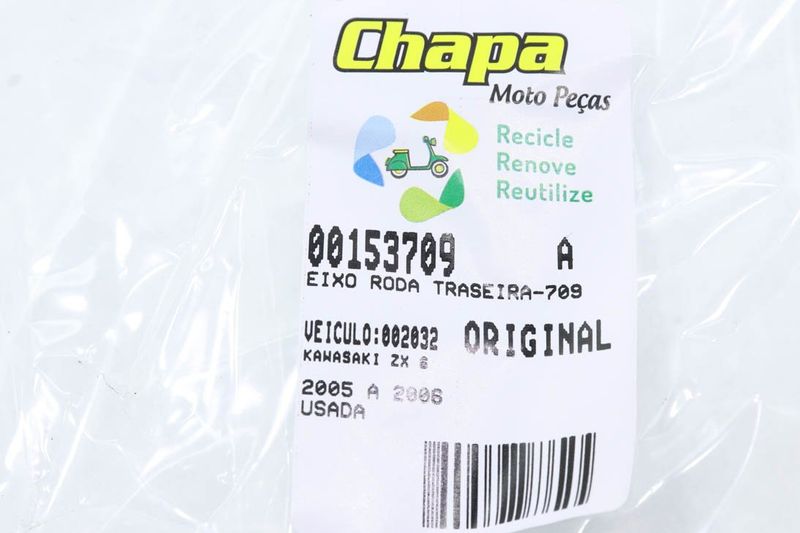 Chapa
Moto Peças
Recicle
Renove
Reutilize
00153709 A
EIXO RODA TRASEIRA-709
VEICULO:002032 ORIGINAL
KAWASAKI ZX 6
2005 A 2006
USADA